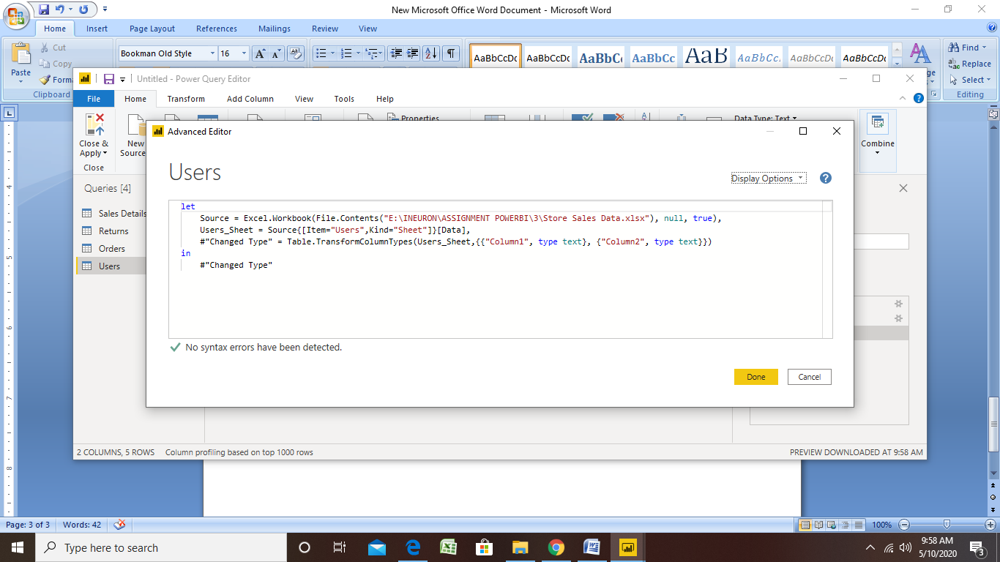 New Microsoft Office Word Document - Microsoft Word
Home Insert Page Layout References Mailings Review View
Cut
Bookman Old Style 16 A A Aa AaBbCcDc AaBbCcDc AaBbC AaBbCc AaB AaBbCc. AaBbCcDc AaBbCcDc A Find
Paste Copy Replace
Select
Clipboard Editing
Untitled - Power Query Editor
File Home Transform Add Column View Tools Help
Properties Data Type: Text
Close & Apply New Source Combine
Close
Advanced Editor
Users
Display Options
Queries [4]
Sales Details
Returns
Orders
Users
let
Source = Excel.Workbook(File.Contents("E:\INEURON\ASSIGNMENT POWERBI\3\Store Sales Data.xlsx"), null, true),
Users_Sheet = Source{[Item="Users",Kind="Sheet"]}[Data],
#"Changed Type" = Table.TransformColumnTypes(Users_Sheet,{{"Column1", type text}, {"Column2", type text}})
in
#"Changed Type"
No syntax errors have been detected.
Done Cancel
2 COLUMNS, 5 ROWS Column profiling based on top 1000 rows PREVIEW DOWNLOADED AT 9:58 AM
Page: 3 of 3 Words: 42 100%
Type here to search
9:58 AM
5/10/2020
3